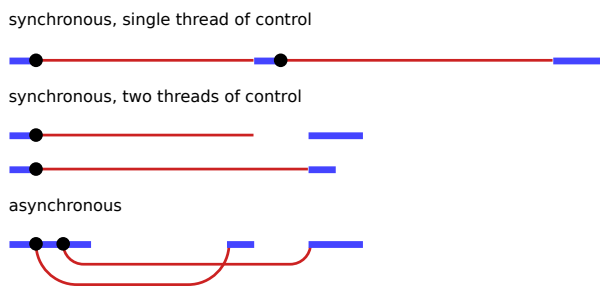 synchronous, single thread of control
synchronous, two threads of control
asynchronous